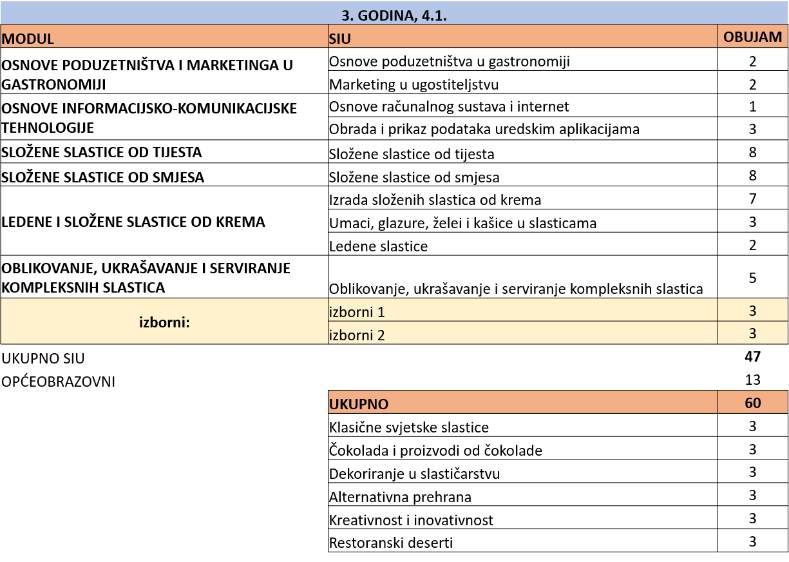 3. GODINA, 4.1.
MODUL SIU OBUJAM
OSNOVE PODUZETNIŠTVA I MARKETINGA U GASTRONOMIJI
Osnove poduzetništva u gastronomiji 2
Marketing u ugostiteljstvu 2
OSNOVE INFORMACIJSKO-KOMUNIKACIJSKE TEHNOLOGIJE
Osnove računalnog sustava i internet 1
Obrada i prikaz podataka uredskim aplikacijama 3
SLOŽENE SLASTICE OD TIJESTA Složene slastice od tijesta 8
SLOŽENE SLASTICE OD SMJESA Složene slastice od smjesa 8
LEDENE I SLOŽENE SLASTICE OD KREMA
Izrada složenih slastica od krema 7
Umaci, glazure, želei i kašice u slasticama 3
Ledene slastice 2
OBLIKOVANJE, UKRAŠAVANJE I SERVIRANJE KOMPLEKSNIH SLASTICA
Oblikovanje, ukrašavanje i serviranje kompleksnih slastica 5
izborni:
izborni 1 3
izborni 2 3
UKUPNO SIU 47
OPĆEOBRAZOVNI 13
UKUPNO 60
Klasične svjetske slastice 3
Čokolada i proizvodi od čokolade 3
Dekoriranje u slastičarstvu 3
Alternativna prehrana 3
Kreativnost i inovativnost 3
Restoranski deserti 3